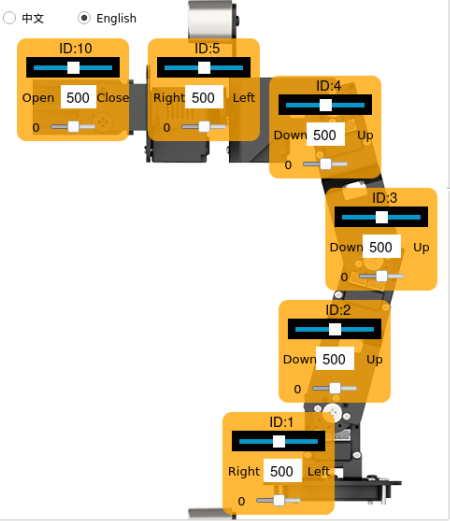 中文 English
ID:10
Open 500 Close
0
ID:5
Right 500 Left
0
ID:4
Down 500 Up
0
ID:3
Down 500 Up
0
ID:2
Down 500 Up
0
ID:1
Right 500 Left
0